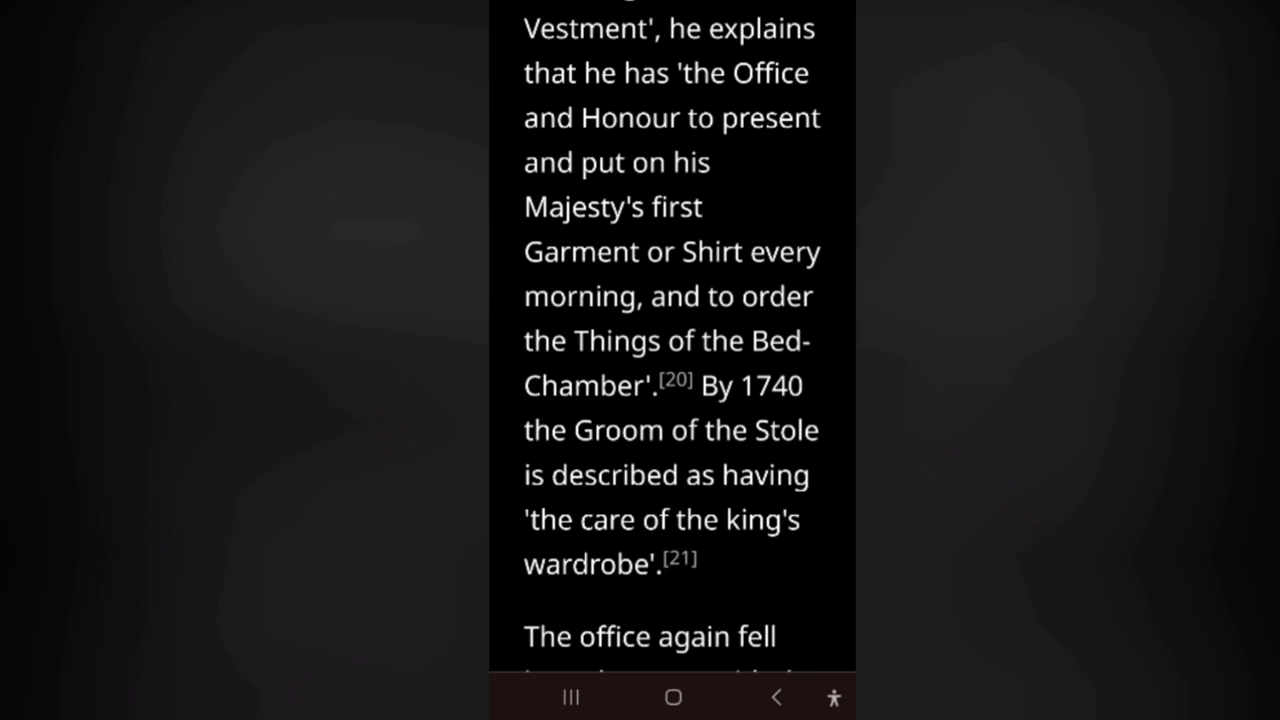 Vestment', he explains
that he has 'the Office
and Honour to present
and put on his
Majesty's first
Garment or Shirt every
morning, and to order
the Things of the Bed-
Chamber'.[20] By 1740
the Groom of the Stole
is described as having
'the care of the king's
wardrobe'.[21]
The office again fell